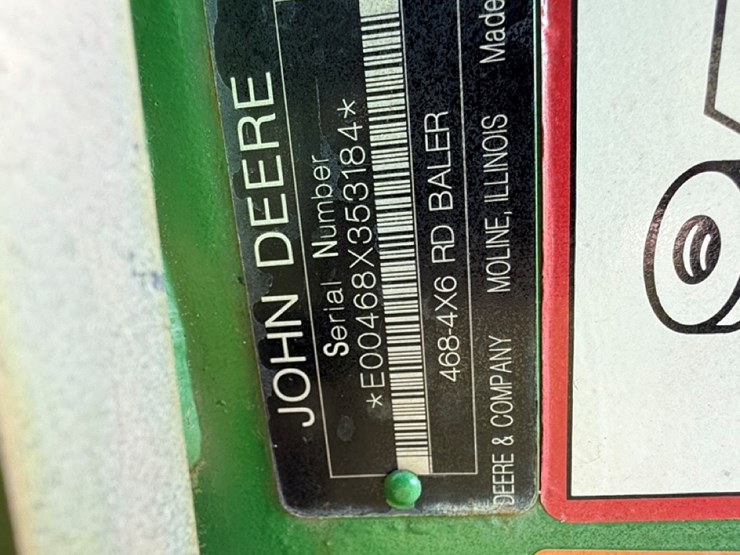 JOHN DEERE
Serial Number
*E00468X353184*
468-4X6 RD BALER
DEERE & COMPANY MOLINE, ILLINOIS Made